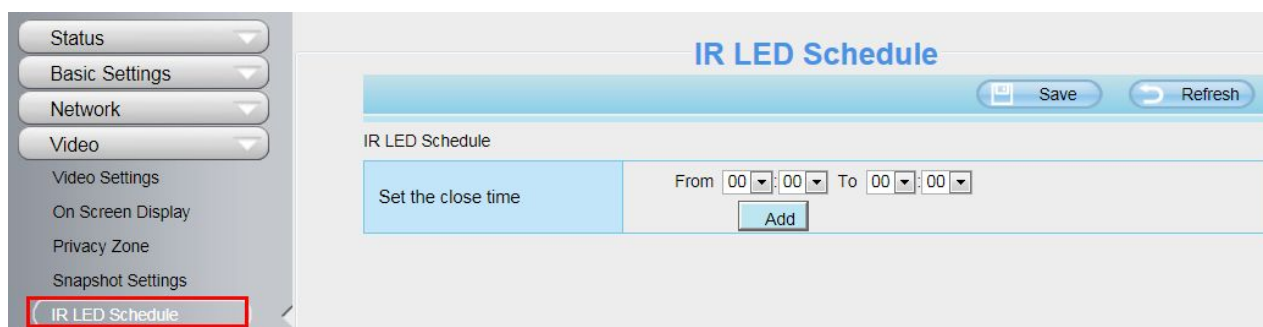 Status
Basic Settings
Network
Video
Video Settings
On Screen Display
Privacy Zone
Snapshot Settings
IR LED Schedule
IR LED Schedule
Save Refresh
IR LED Schedule
Set the close time
From 00 : 00 To 00 : 00
Add